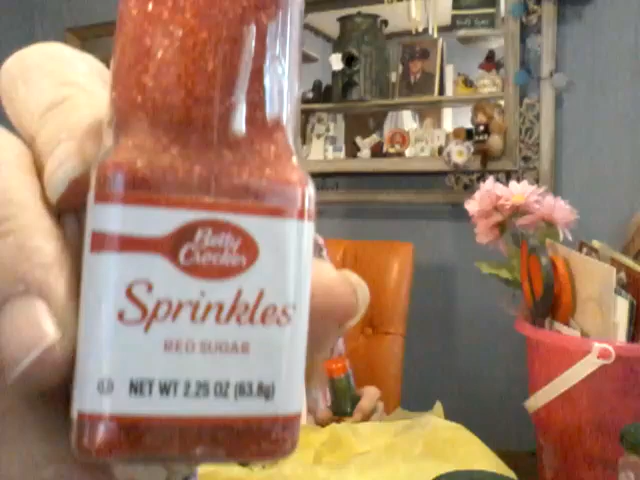 Betty
Crocker
Sprinkles
RED SUGAR
NET WT 2.25 OZ (63.8g)